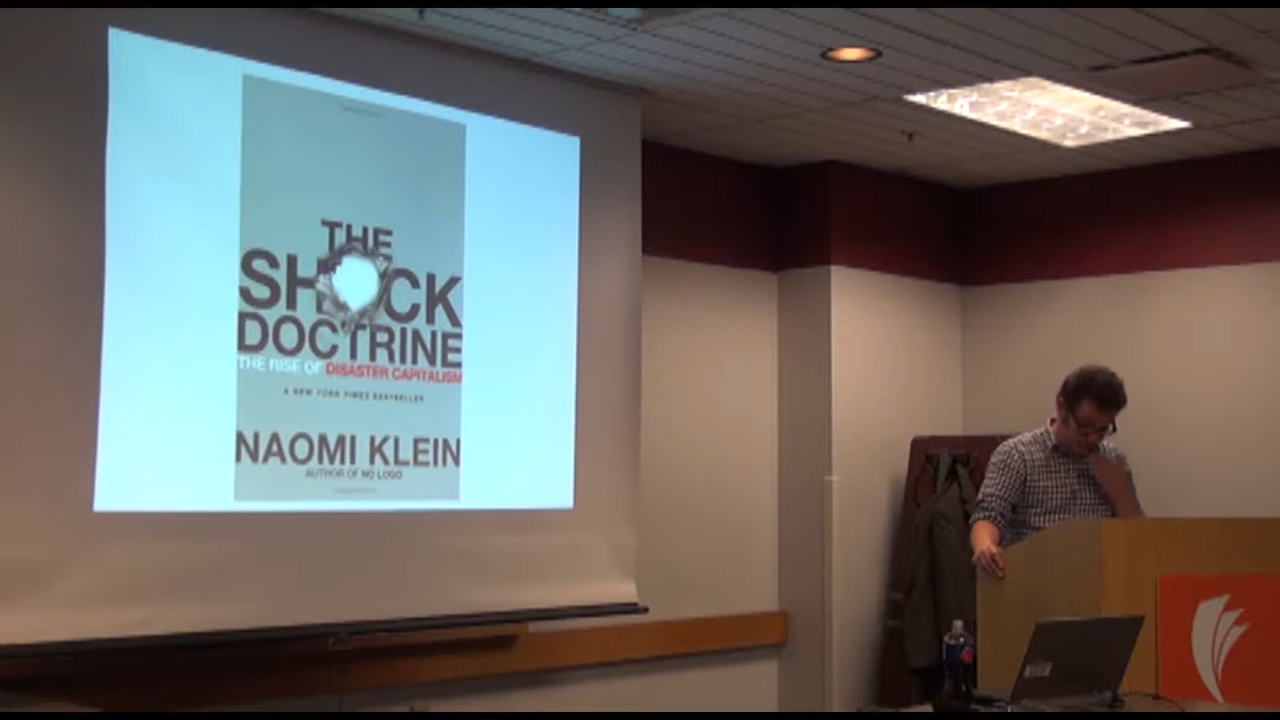 THE
SHOCK
DOCTRINE
THE RISE OF DISASTER CAPITALISM
A NEW YORK TIMES BESTSELLER
NAOMI KLEIN
AUTHOR OF NO LOGO